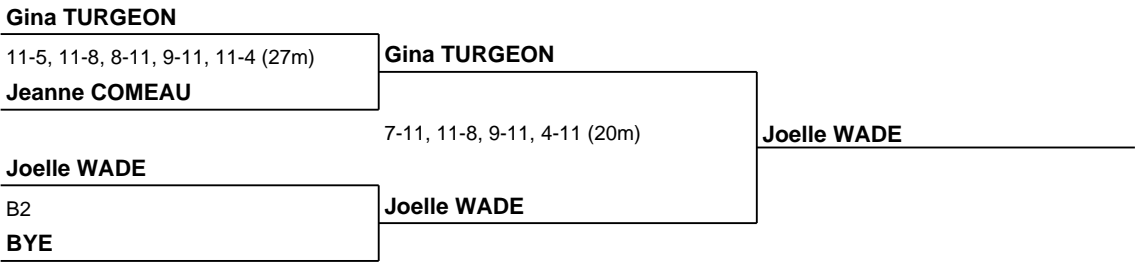 Gina TURGEON
11-5, 11-8, 8-11, 9-11, 11-4 (27m)
Gina TURGEON
Jeanne COMEAU
7-11, 11-8, 9-11, 4-11 (20m)
Joelle WADE
Joelle WADE
B2
Joelle WADE
BYE